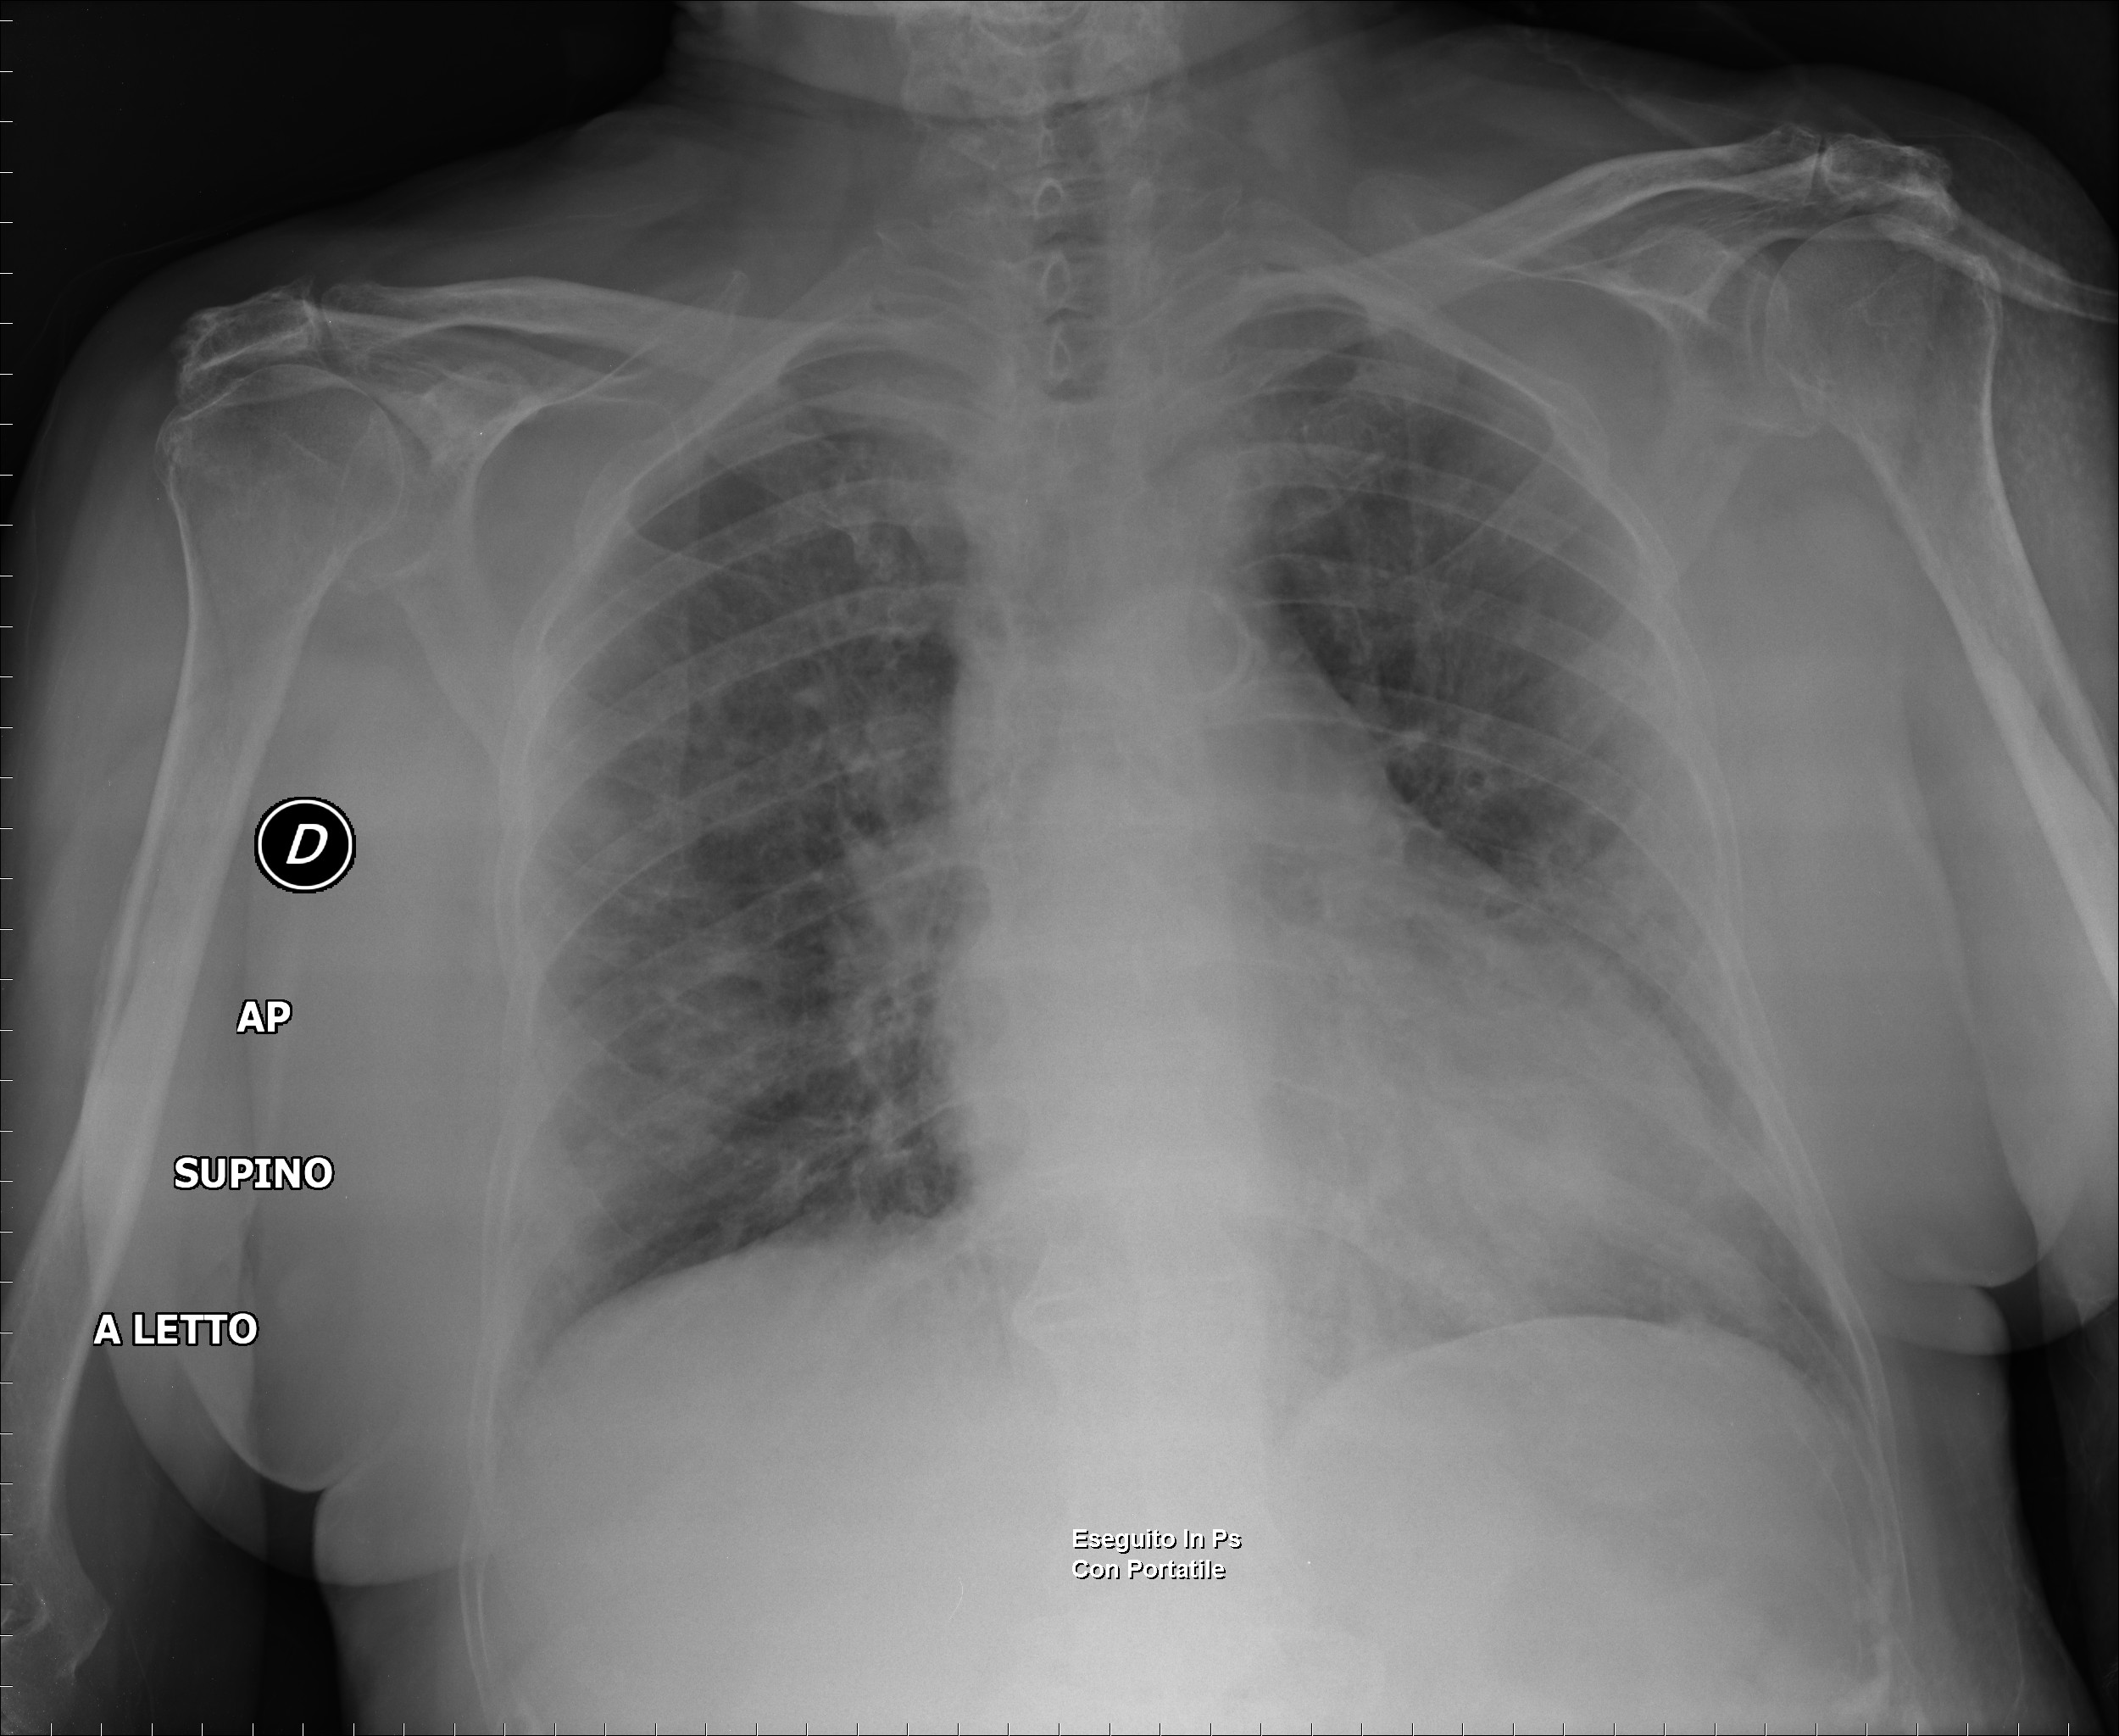 D
AP
SUPINO
A LETTO
Eseguito In Ps
Con Portatile